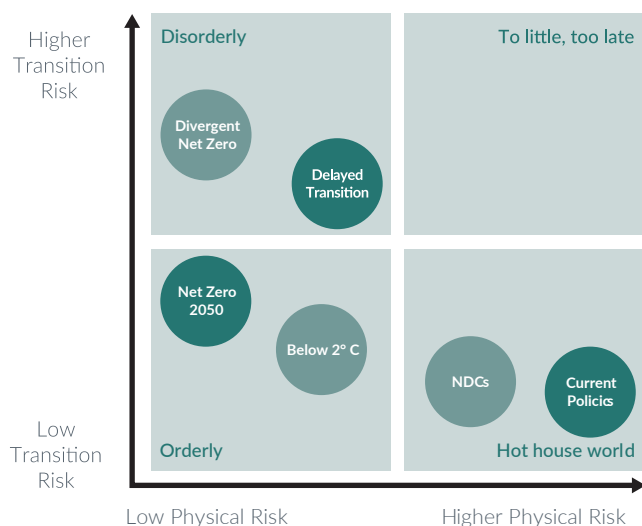 Higher
Transition
Risk
Disorderly
To little, too late
Divergent
Net Zero
Delayed
Transition
Net Zero
2050
Below 2° C
NDCs
Current
Policies
Low
Transition
Risk
Orderly
Hot house world
Low Physical Risk
Higher Physical Risk